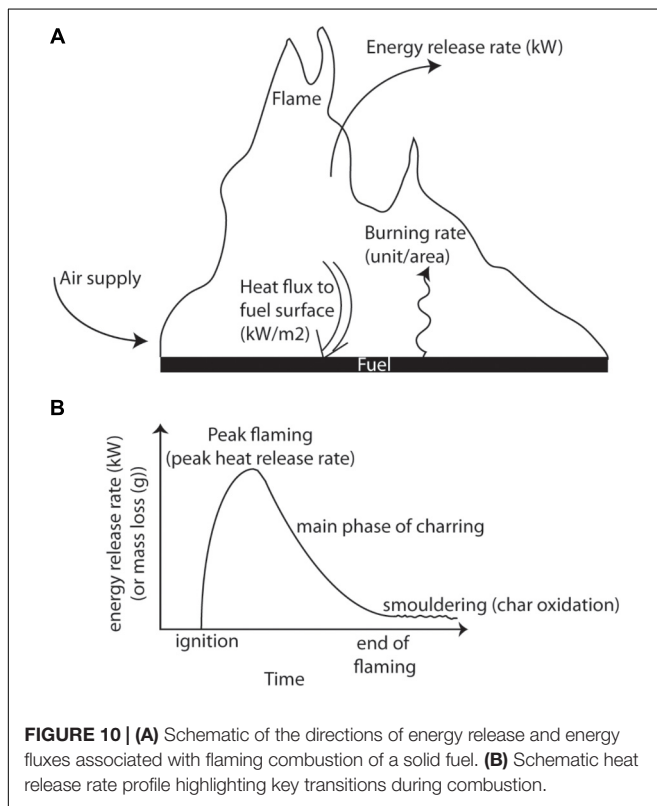 A
Energy release rate (kW)
Flame
Burning rate
(unit/area)
Air supply
Heat flux to
fuel surface
(kW/m2)
Fuel
B
Peak flaming
(peak heat release rate)
energy release rate (kW)
(or mass loss (g))
main phase of charring
smouldering (char oxidation)
ignition
end of
flaming
Time
FIGURE 10 | (A) Schematic of the directions of energy release and energy
fluxes associated with flaming combustion of a solid fuel. (B) Schematic heat
release rate profile highlighting key transitions during combustion.